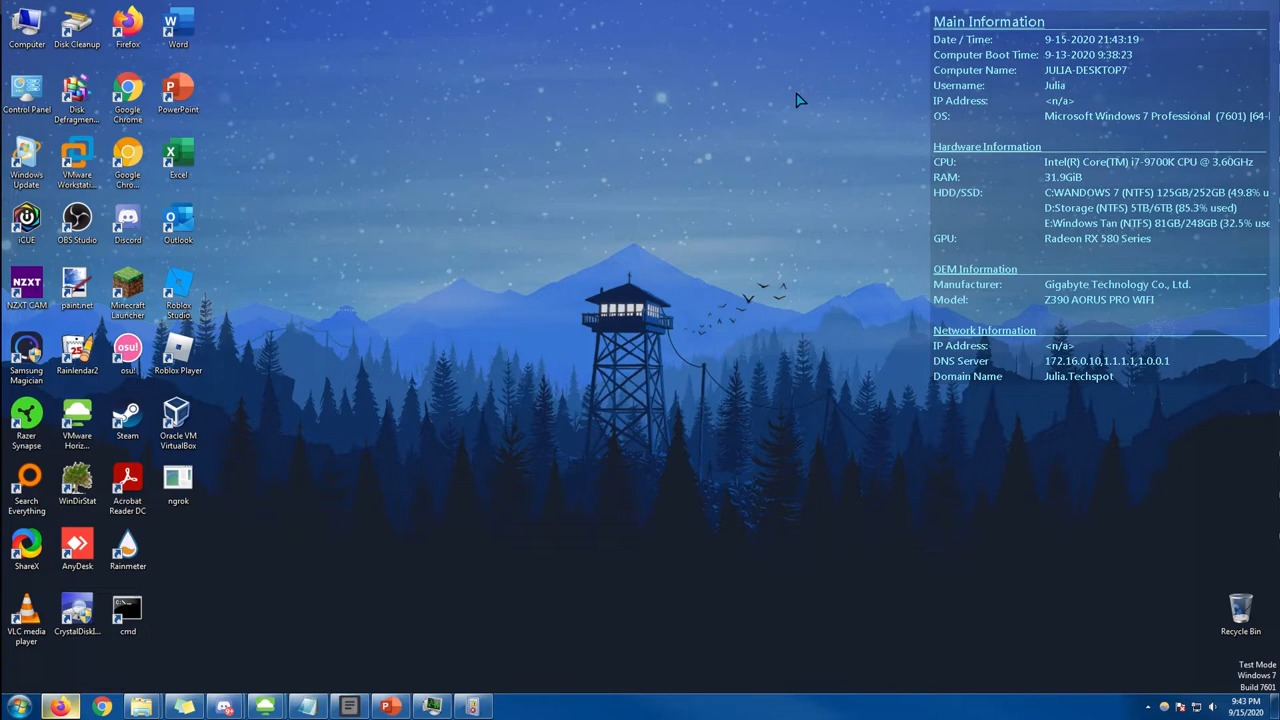 Computer
Disk Cleanup
Firefox
Word
Control Panel
Disk
Defragmen...
Google
Chrome
PowerPoint
Windows
Update
VMware
Workstati...
Google
Chro...
Excel
iCUE
OBS Studio
Discord
Outlook
NZXT
NZXT CAM
paint.net
Minecraft
Launcher
Roblox
Studio
Samsung
Magician
Rainlendar2
osu!
osu!
Roblox Player
Razer
Synapse
VMware
Horiz...
Steam
Oracle VM
VirtualBox
Search
Everything
WinDirStat
Acrobat
Reader DC
ngrok
ShareX
AnyDesk
Rainmeter
VLC media
player
CrystalDiskI...
cmd
Main Information
Date / Time: 9-15-2020 21:43:19
Computer Boot Time: 9-13-2020 9:38:23
Computer Name: JULIA-DESKTOP7
Username: Julia
IP Address: <n/a>
OS: Microsoft Windows 7 Professional (7601) [64-
Hardware Information
CPU: Intel(R) Core(TM) i7-9700K CPU @ 3.60GHz
RAM: 31.9GiB
HDD/SSD: C:WANDOWS 7 (NTFS) 125GB/252GB (49.8% u
D:Storage (NTFS) 5TB/6TB (85.3% used)
E:Windows Tan (NTFS) 81GB/248GB (32.5% use
GPU: Radeon RX 580 Series
OEM Information
Manufacturer: Gigabyte Technology Co., Ltd.
Model: Z390 AORUS PRO WIFI
Network Information
IP Address: <n/a>
DNS Server 172.16.0.10,1.1.1.1,1.0.0.1
Domain Name Julia.Techspot
Recycle Bin
Test Mode
Windows 7
Build 7601
9:43 PM
9/15/2020